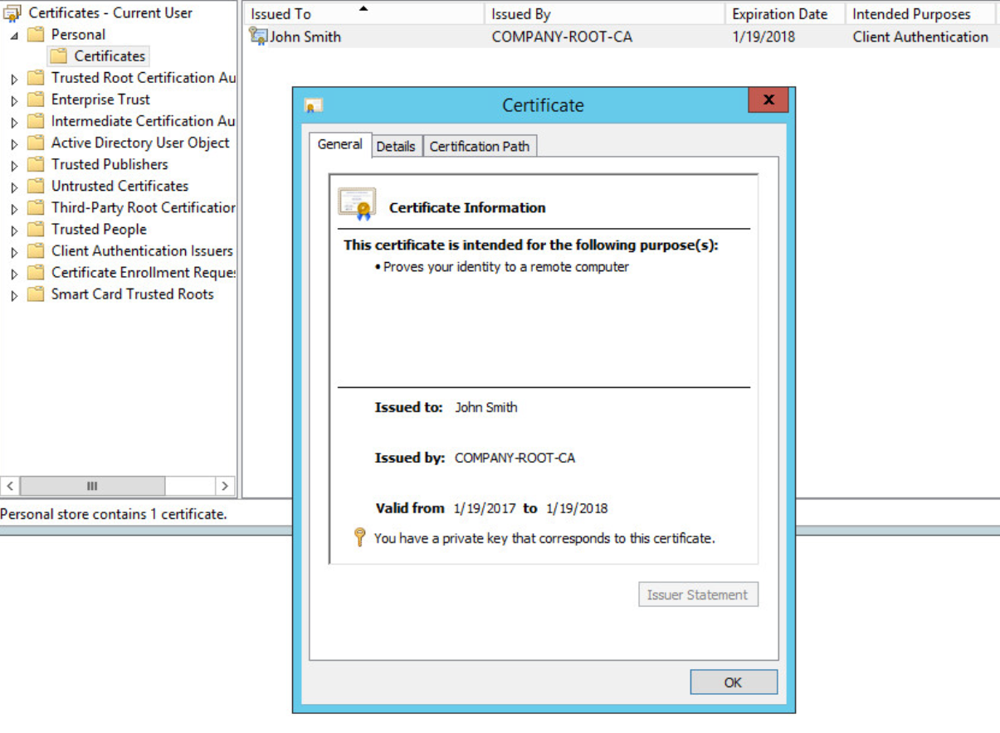 Certificates - Current User
Personal
Certificates
Trusted Root Certification Au
Enterprise Trust
Intermediate Certification Au
Active Directory User Object
Trusted Publishers
Untrusted Certificates
Third-Party Root Certification
Trusted People
Client Authentication Issuers
Certificate Enrollment Reques
Smart Card Trusted Roots
Personal store contains 1 certificate.
Issued To Issued By Expiration Date Intended Purposes
John Smith COMPANY-ROOT-CA 1/19/2018 Client Authentication
Certificate
x
General Details Certification Path
Certificate Information
This certificate is intended for the following purpose(s):
• Proves your identity to a remote computer
Issued to: John Smith
Issued by: COMPANY-ROOT-CA
Valid from 1/19/2017 to 1/19/2018
You have a private key that corresponds to this certificate.
Issuer Statement
OK